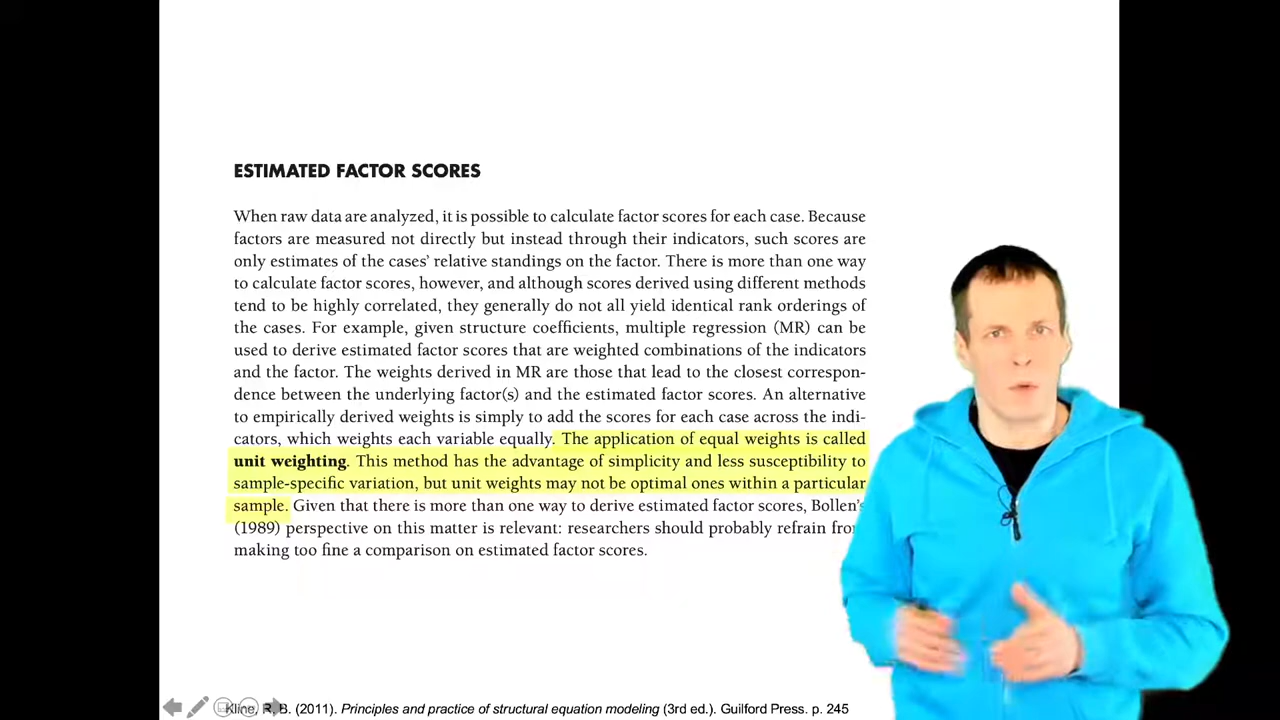 ESTIMATED FACTOR SCORES
When raw data are analyzed, it is possible to calculate factor scores for each case. Because
factors are measured not directly but instead through their indicators, such scores are
only estimates of the cases' relative standings on the factor. There is more than one way
to calculate factor scores, however, and although scores derived using different methods
tend to be highly correlated, they generally do not all yield identical rank orderings of
the cases. For example, given structure coefficients, multiple regression (MR) can be
used to derive estimated factor scores that are weighted combinations of the indicators
and the factor. The weights derived in MR are those that lead to the closest correspon-
dence between the underlying factor(s) and the estimated factor scores. An alternative
to empirically derived weights is simply to add the scores for each case across the indi-
cators, which weights each variable equally. The application of equal weights is called
unit weighting. This method has the advantage of simplicity and less susceptibility to
sample-specific variation, but unit weights may not be optimal ones within a particular
sample. Given that there is more than one way to derive estimated factor scores, Bollen's
(1989) perspective on this matter is relevant: researchers should probably refrain from
making too fine a comparison on estimated factor scores.
Kline, R. B. (2011). Principles and practice of structural equation modeling (3rd ed.). Guilford Press. p. 245